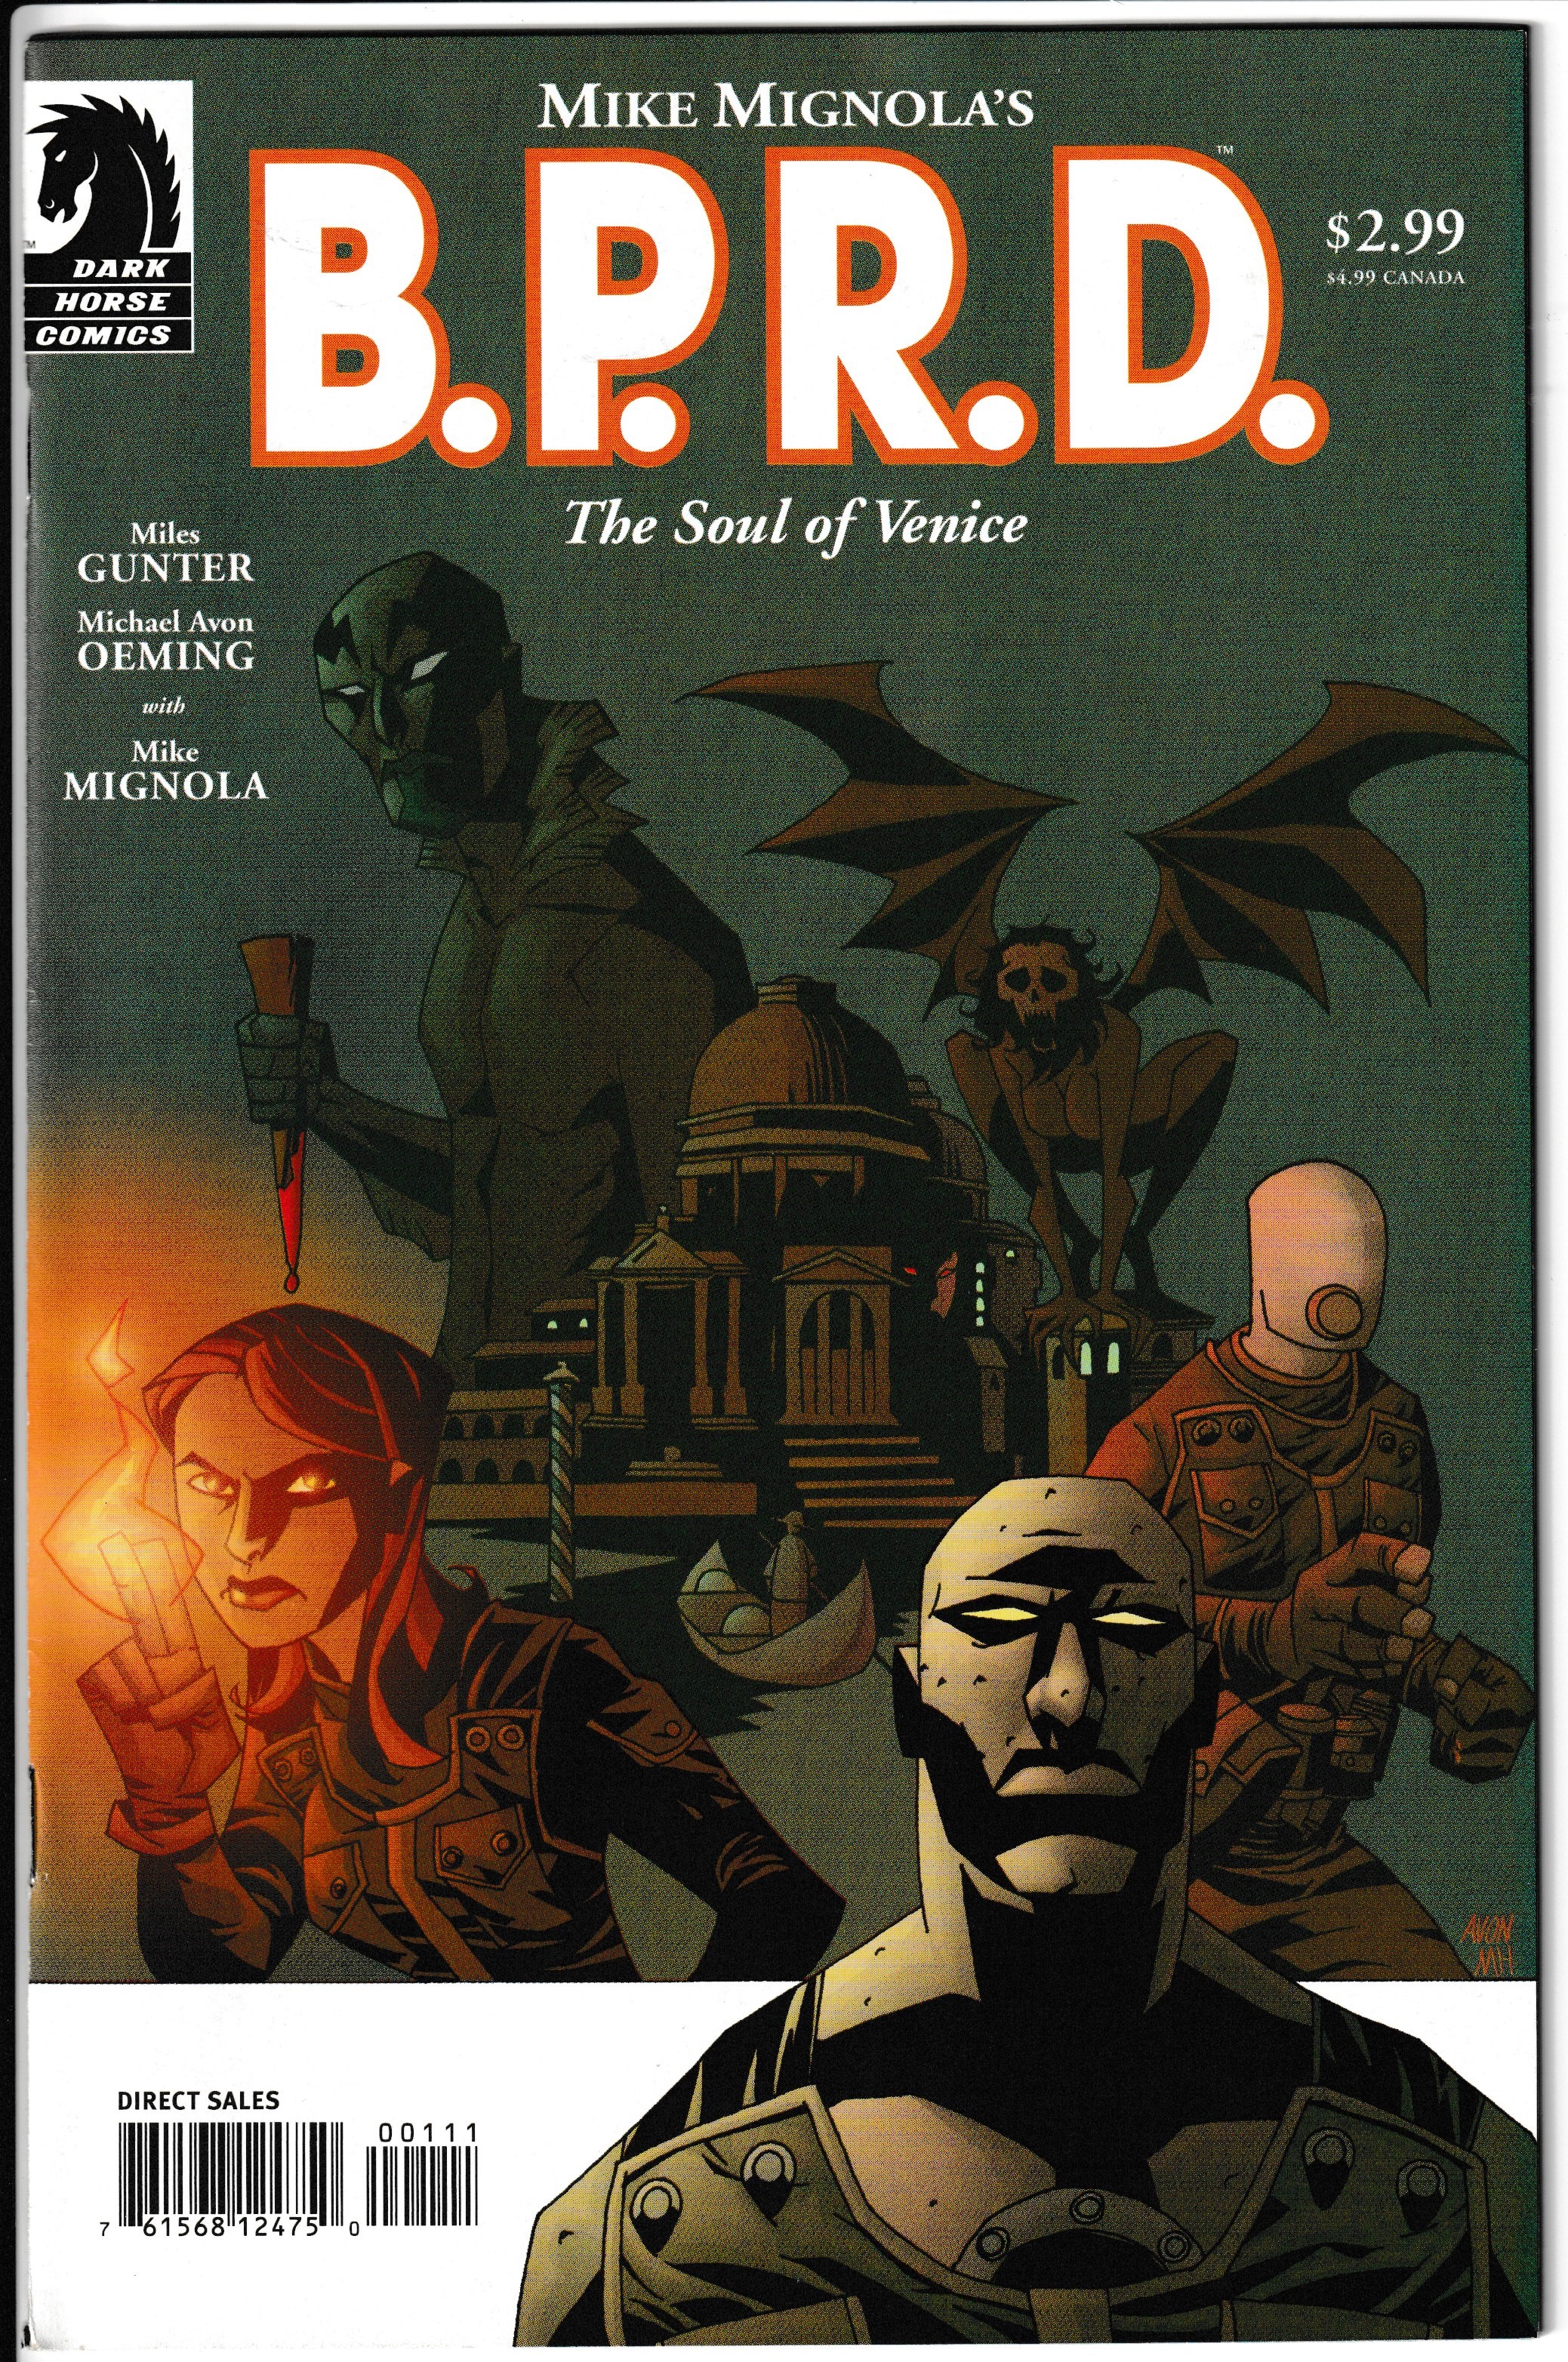 MIKE MIGNOLA'S
B.P.R.D.™
The Soul of Venice
™
DARK
HORSE
COMICS
$2.99
$4.99 CANADA
Miles
GUNTER
Michael Avon
OEMING
with
Mike
MIGNOLA
AVON
MH
DIRECT SALES
00111
7 61568 12475 0